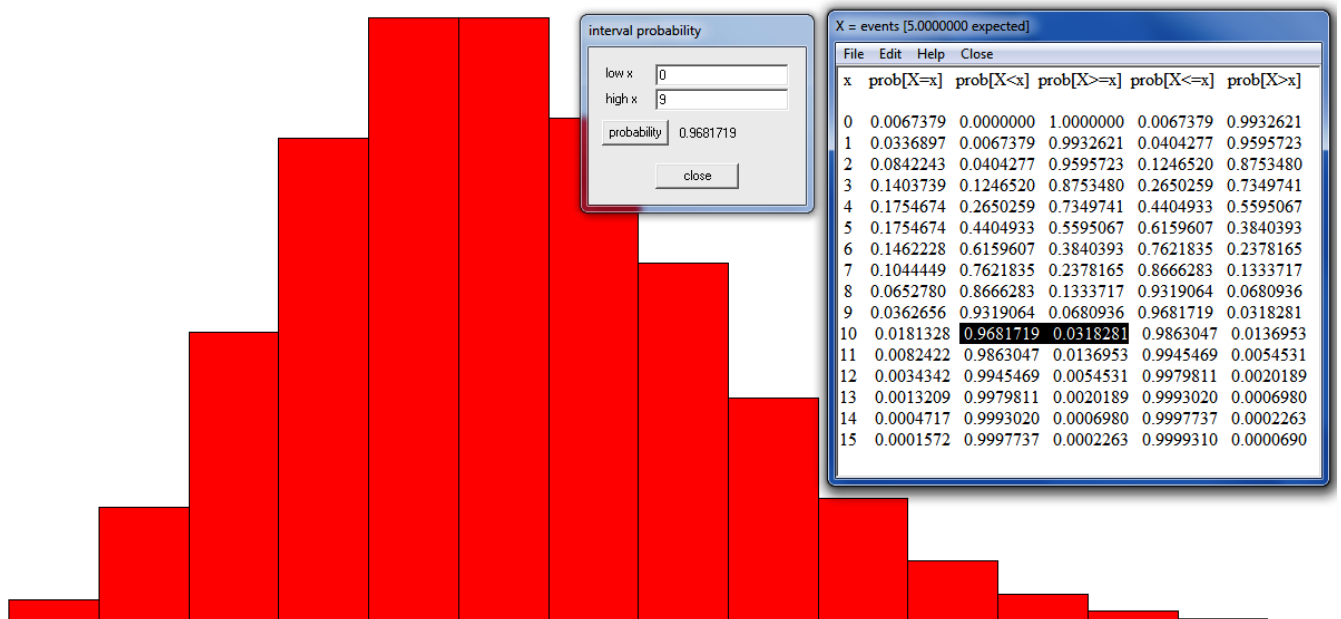 interval probability
low x 0
high x 9
probability 0.9681719
close
X = events [5.0000000 expected]
File Edit Help Close
x prob[X=x] prob[X<x] prob[X>=x] prob[X<=x] prob[X>x]
0 0.0067379 0.0000000 1.0000000 0.0067379 0.9932621
1 0.0336897 0.0067379 0.9932621 0.0404277 0.9595723
2 0.0842243 0.0404277 0.9595723 0.1246520 0.8753480
3 0.1403739 0.1246520 0.8753480 0.2650259 0.7349741
4 0.1754674 0.2650259 0.7349741 0.4404933 0.5595067
5 0.1754674 0.4404933 0.5595067 0.6159607 0.3840393
6 0.1462228 0.6159607 0.3840393 0.7621835 0.2378165
7 0.1044449 0.7621835 0.2378165 0.8666283 0.1333717
8 0.0652780 0.8666283 0.1333717 0.9319064 0.0680936
9 0.0362656 0.9319064 0.0680936 0.9681719 0.0318281
10 0.0181328 0.9681719 0.0318281 0.9863047 0.0136953
11 0.0082422 0.9863047 0.0136953 0.9945469 0.0054531
12 0.0034342 0.9945469 0.0054531 0.9979811 0.0020189
13 0.0013209 0.9979811 0.0020189 0.9993020 0.0006980
14 0.0004717 0.9993020 0.0006980 0.9997737 0.0002263
15 0.0001572 0.9997737 0.0002263 0.9999310 0.0000690